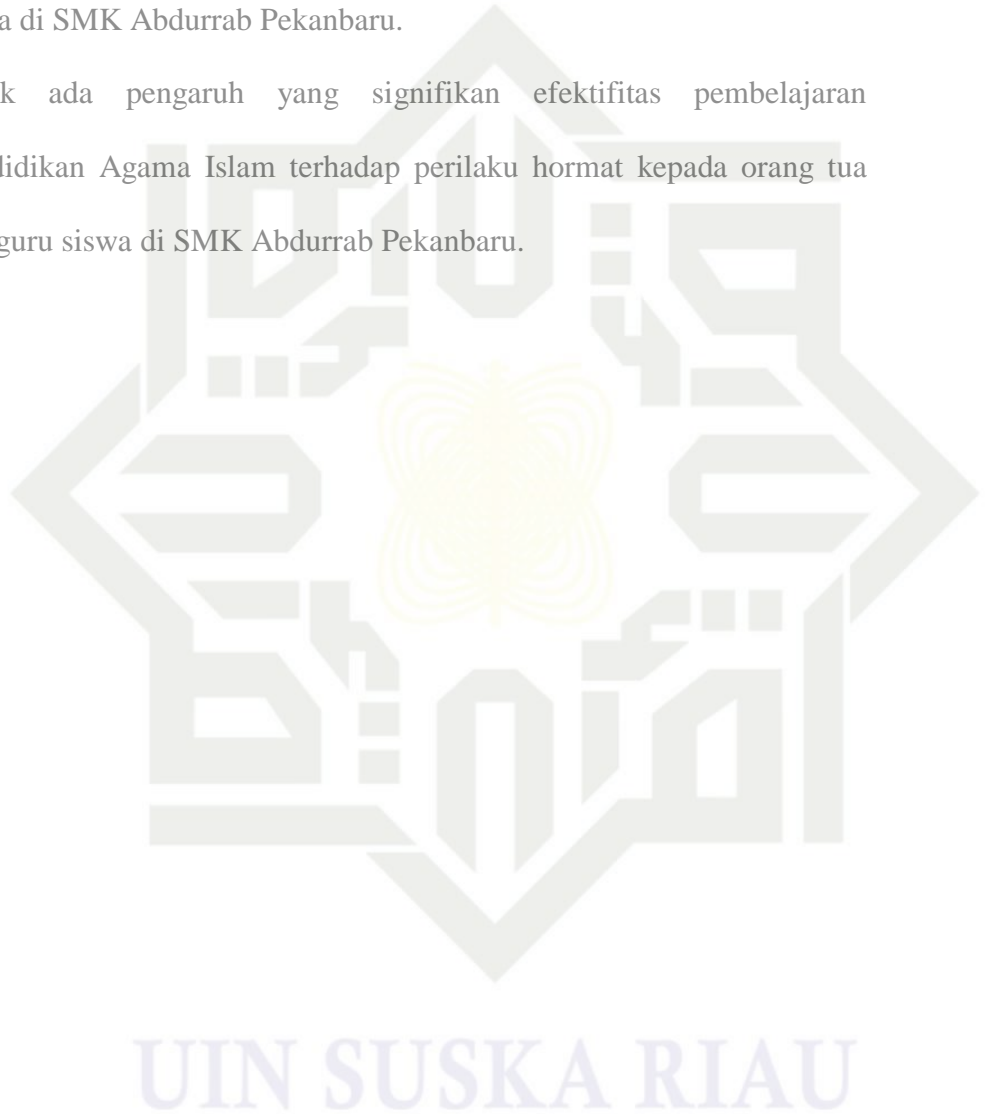 a di SMK Abdurrab Pekanbaru.
k ada pengaruh yang signifikan efektifitas pembelajaran
didikan Agama Islam terhadap perilaku hormat kepada orang tua
guru siswa di SMK Abdurrab Pekanbaru.
UIN SUSKA RIAU